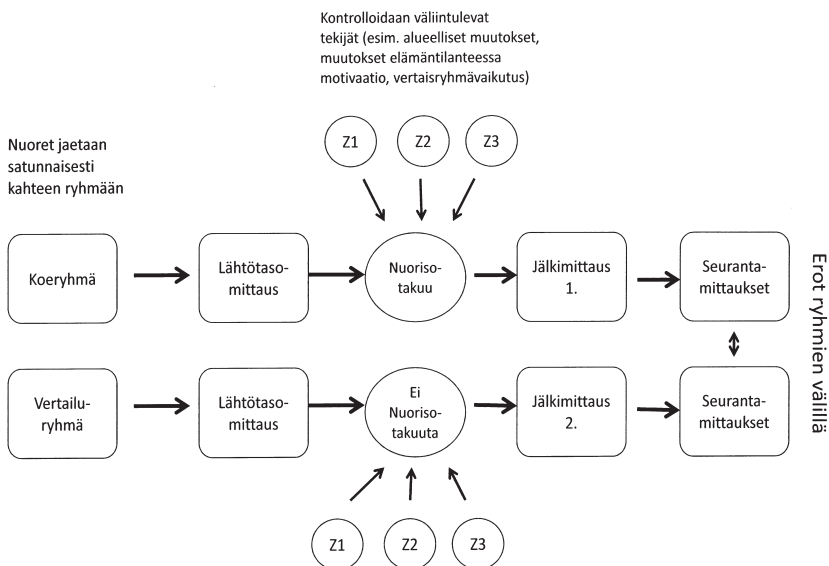 Kontrolloidaan väliintulevat
tekijät (esim. alueelliset muutokset,
muutokset elämäntilanteessa
motivaatio, vertaisryhmävaikutus)
Nuoret jaetaan
satunnaisesti
kahteen ryhmään
Z1
Z2
Z3
Koeryhmä
Lähtötaso-
mittaus
Nuoriso-
takuu
Jälkimittaus
1.
Seuranta-
mittaukset
Erot ryhmien välillä
Vertailu-
ryhmä
Lähtötaso-
mittaus
Ei
Nuoriso-
takuuta
Jälkimittaus
2.
Seuranta-
mittaukset
Z1
Z2
Z3